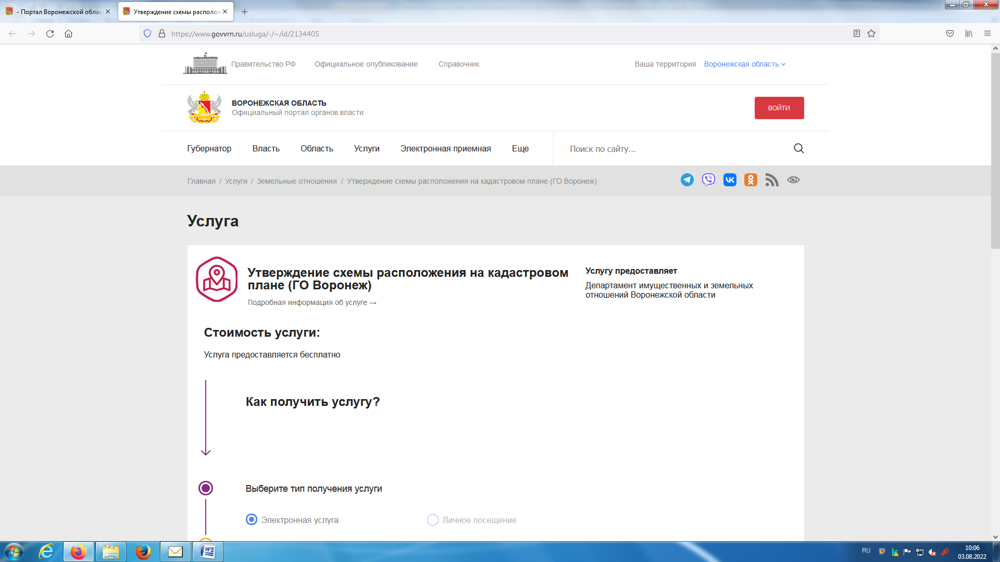 - Портал Воронежской облас
Утверждение схемы располож
https://www.govvrn.ru/usluga/-/~/id/2134405
Правительство РФ
Официальное опубликование
Справочник
Ваша территория
Воронежская область
ВОРОНЕЖСКАЯ ОБЛАСТЬ
Официальный портал органов власти
ВОЙТИ
Губернатор
Власть
Область
Услуги
Электронная приемная
Еще
Поиск по сайту...
Главная / Услуги / Земельные отношения / Утверждение схемы расположения на кадастровом плане (ГО Воронеж)
Услуга
Утверждение схемы расположения на кадастровом
плане (ГО Воронеж)
Подробная информация об услуге →
Услугу предоставляет
Департамент имущественных и земельных
отношений Воронежской области
Стоимость услуги:
Услуга предоставляется бесплатно
Как получить услугу?
Выберите тип получения услуги
Электронная услуга
Личное посещение
RU
10:06
03.08.2022